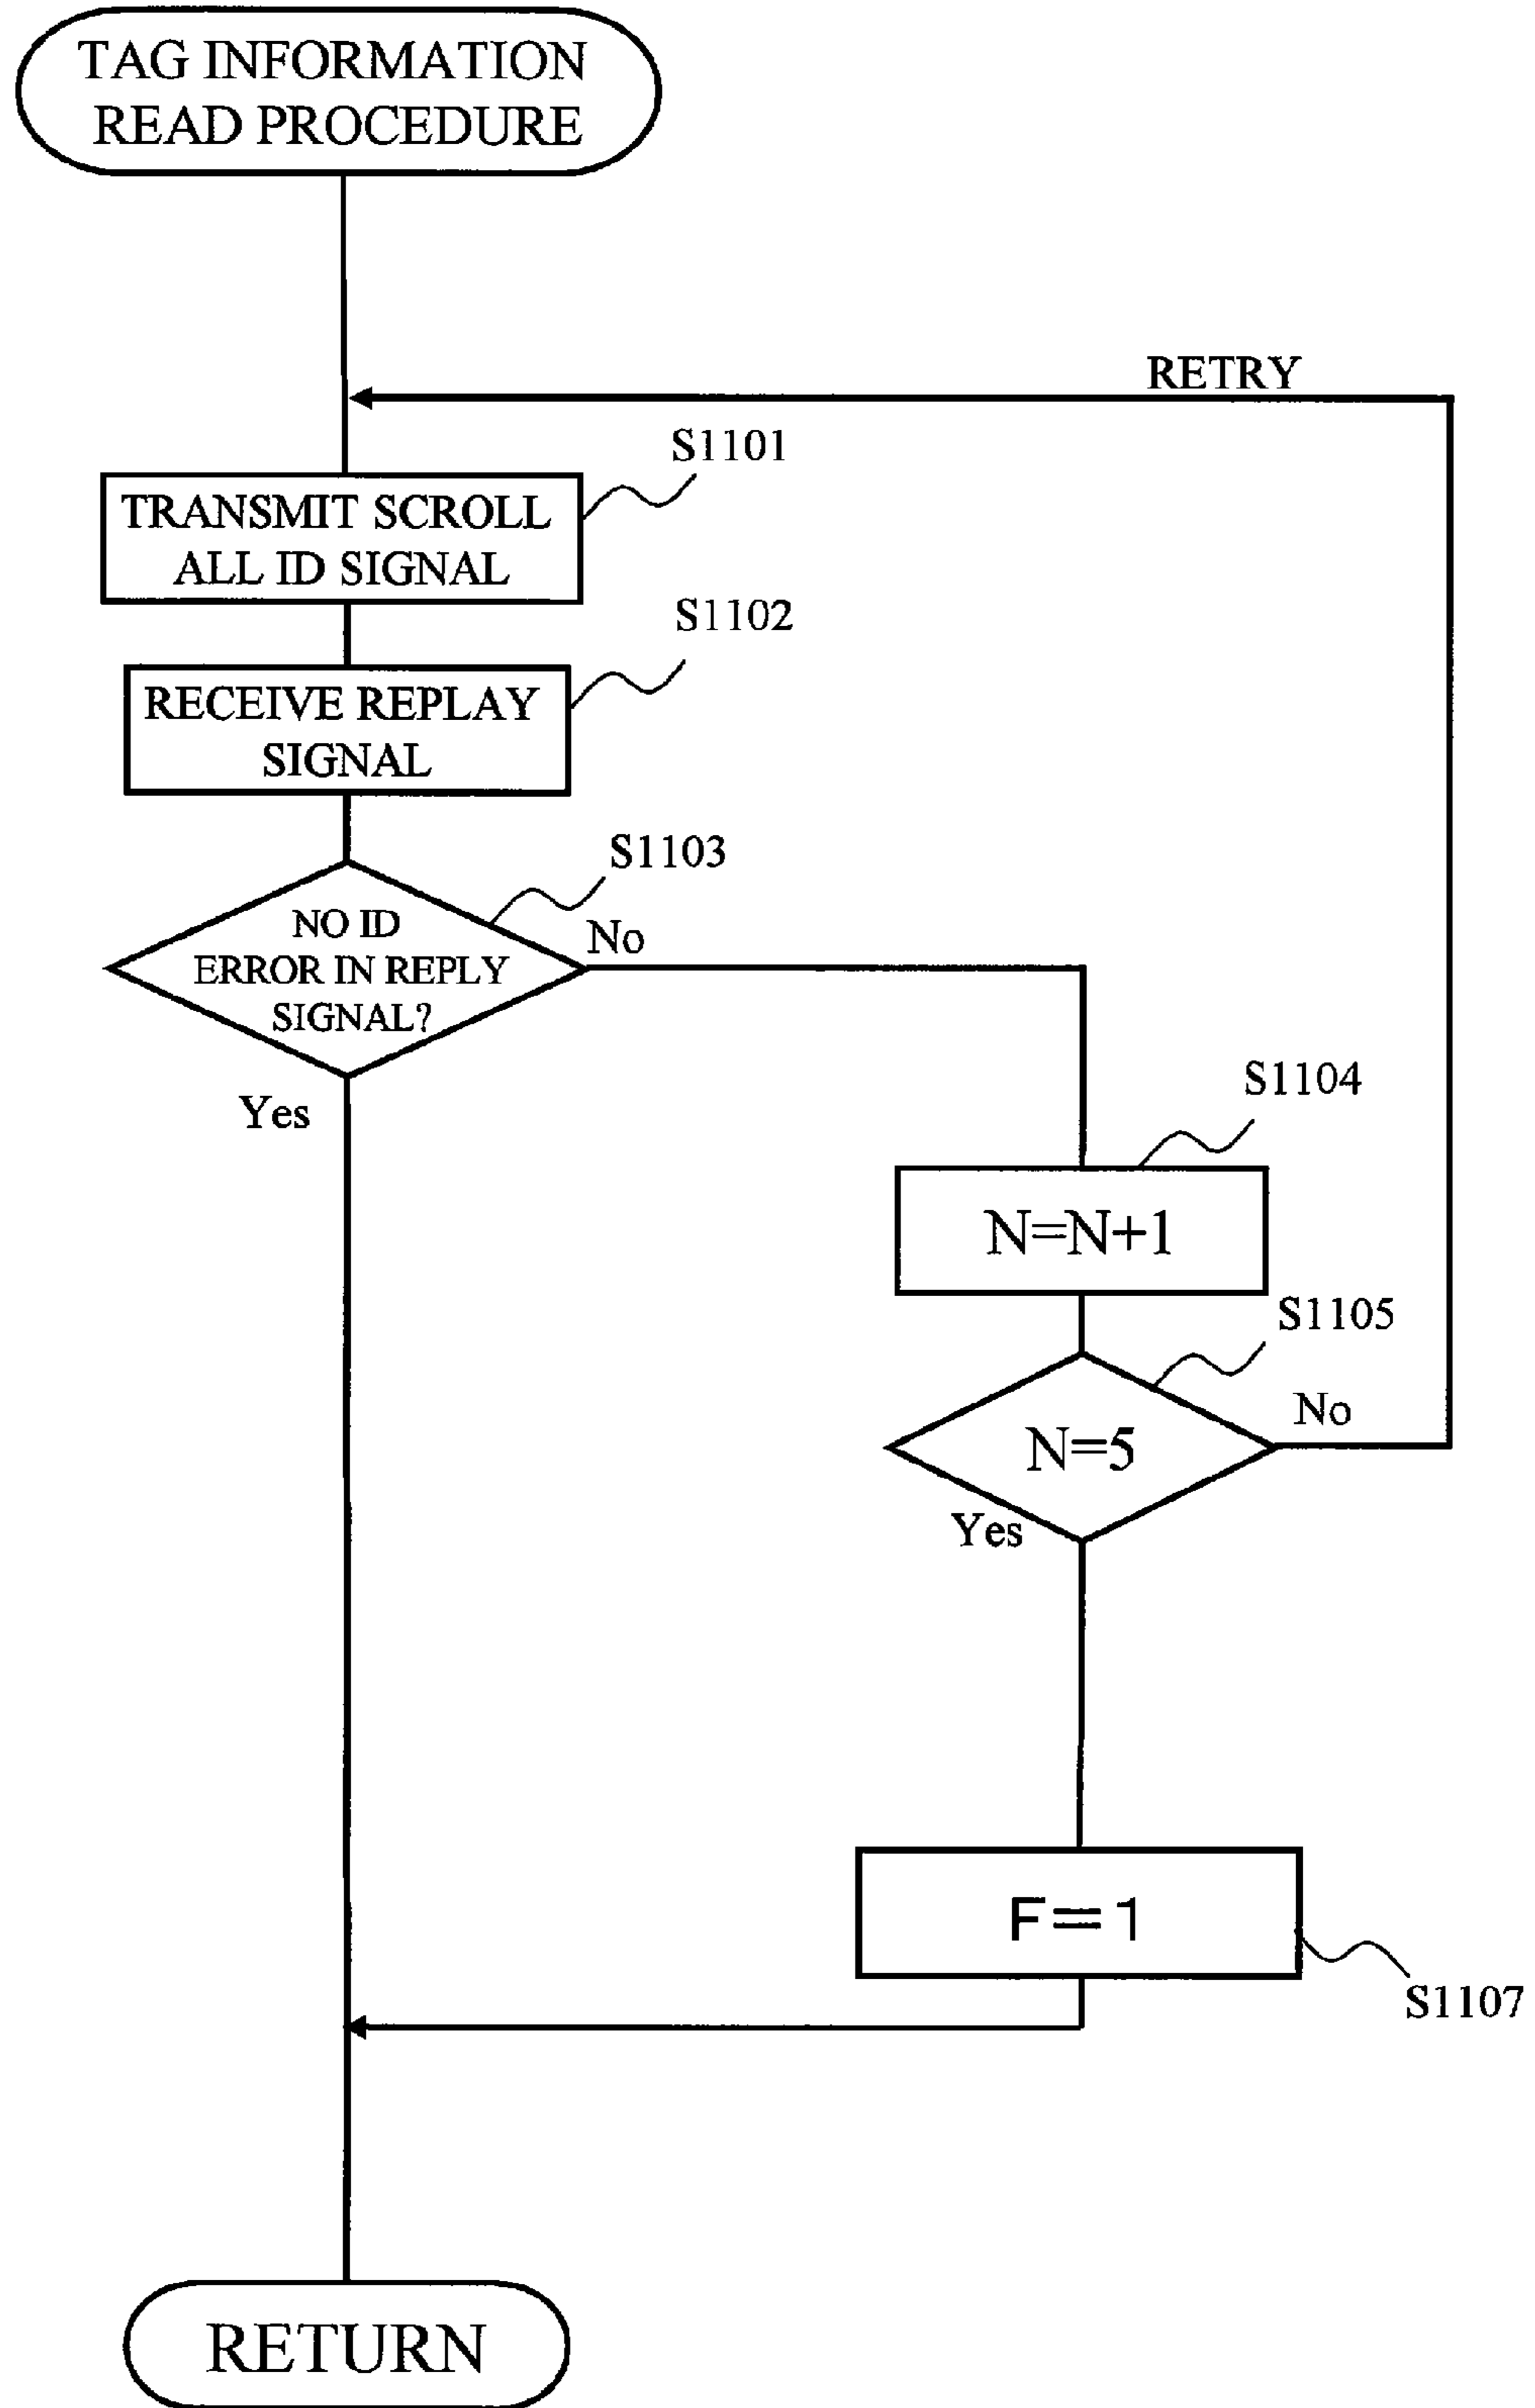 TAG INFORMATION
READ PROCEDURE
RETRY
S1101
TRANSMIT SCROLL
ALL ID SIGNAL
S1102
RECEIVE REPLAY
SIGNAL
S1103
NO ID
ERROR IN REPLY
SIGNAL?
No
Yes
S1104
N=N+1
S1105
N=5
No
Yes
F=1
S1107
RETURN